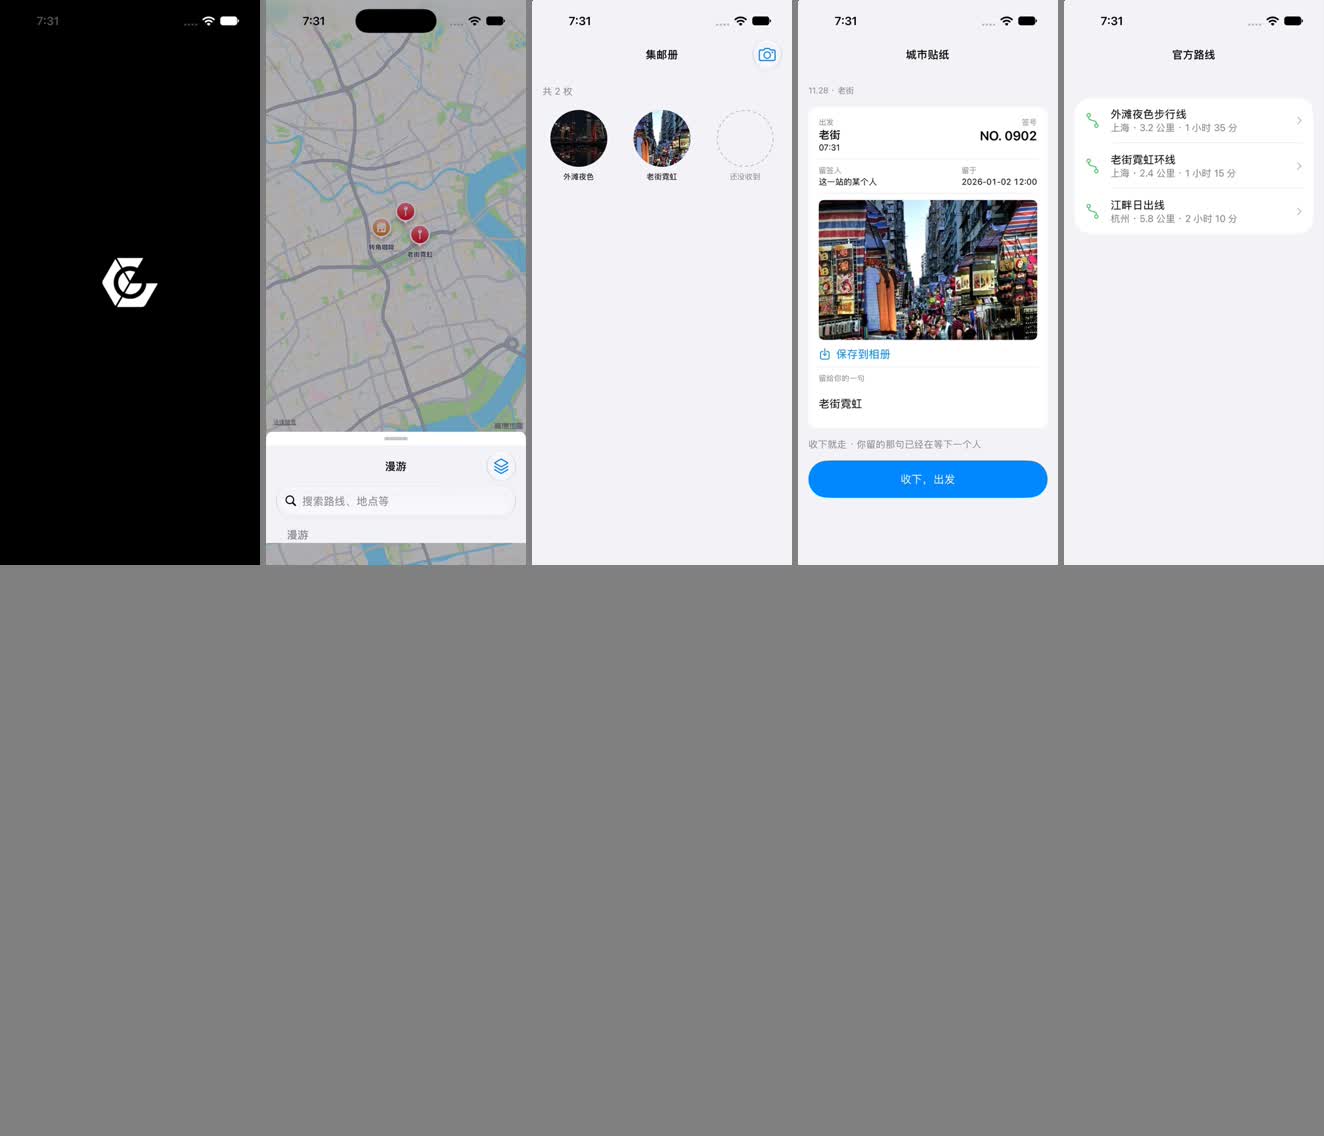 7:31
7:31
转角咖啡
老街霓虹
高德地图
漫游
搜索路线、地点等
漫游
7:31
集邮册
共 2 枚
外滩夜色
老街霓虹
还没收到
7:31
城市贴纸
11.28 · 老街
出发
签号
老街
NO. 0902
07:31
留签人
留于
这一站的某个人
2026-01-02 12:00
保存到相册
留给你的一句
老街霓虹
收下就走 · 你留的那句已经在等下一个人
收下，出发
7:31
官方路线
外滩夜色步行线
上海 · 3.2 公里 · 1 小时 35 分
老街霓虹环线
上海 · 2.4 公里 · 1 小时 15 分
江畔日出线
杭州 · 5.8 公里 · 2 小时 10 分